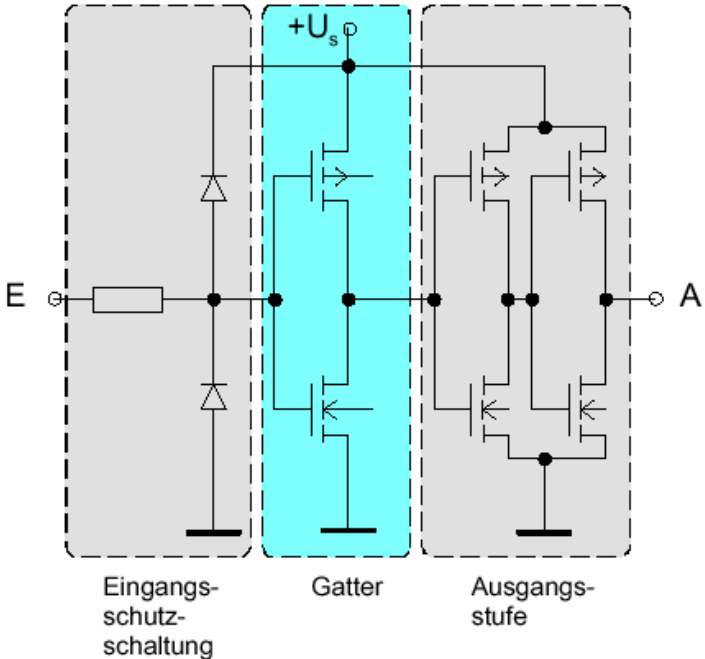 +Us
E
A
Eingangs-
schutz-
schaltung
Gatter
Ausgangs-
stufe